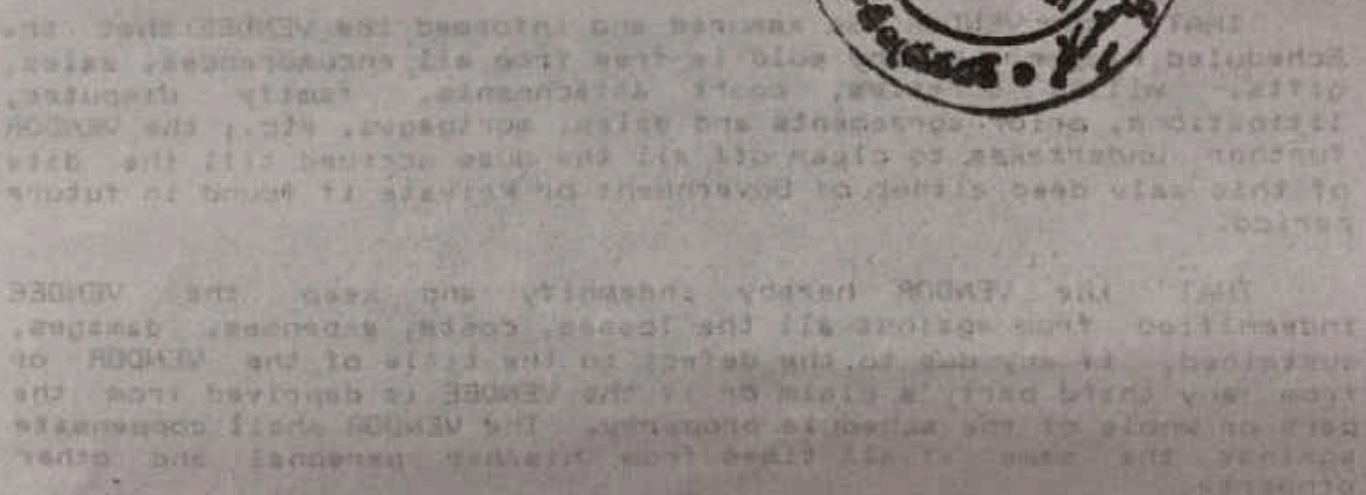 THAT assured and informed the VENDEE that the
Scheduled sold is free from all encumbrances, sales,
gifts, court attachments, family disputes,
litigations, prior agreements and sales, mortgages, etc., the VENDOR
further undertakes to clear off all the dues accrued till the date
of this sale deed either of Government or Private if found in future
period.
THAT the VENDOR hereby indemnify and keep the VENDEE
indemnified from against all the losses, costs, expenses, damages,
sustained, if any due to the defect to the title of the VENDOR or
from any third party's claim or if the VENDEE is deprived from the
part or whole of the schedule property. The VENDOR shall compensate
against the same at all times from his/her personal and other